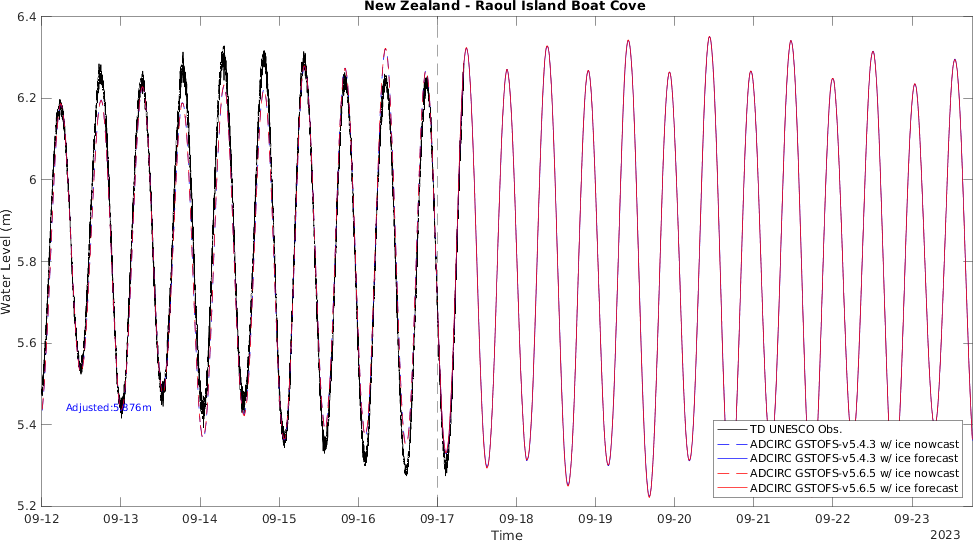 New Zealand - Raoul Island Boat Cove
6.4
6.2
6
5.8
5.6
5.4
5.2
Water Level (m)
Adjusted:5.876m
TD UNESCO Obs.
ADCIRC GSTOFS-v5.4.3 w/ ice nowcast
ADCIRC GSTOFS-v5.4.3 w/ ice forecast
ADCIRC GSTOFS-v5.6.5 w/ ice nowcast
ADCIRC GSTOFS-v5.6.5 w/ ice forecast
09-12 09-13 09-14 09-15 09-16 09-17 09-18 09-19 09-20 09-21 09-22 09-23
Time
2023